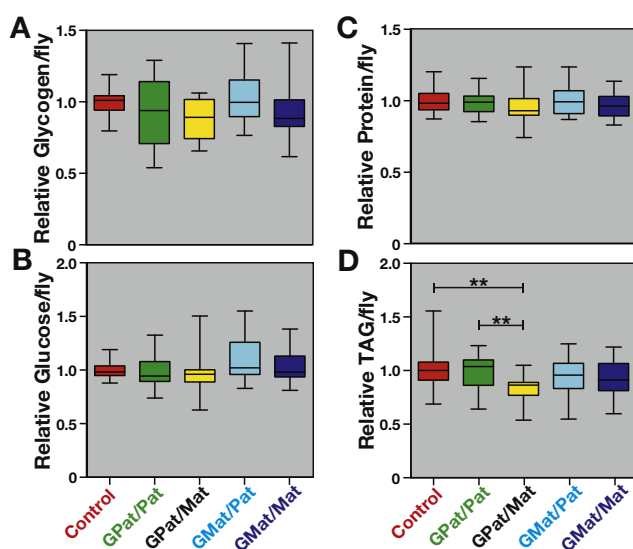 A
Relative Glycogen/fly
1.5
1.0
0.5
0
C
Relative Protein/fly
1.5
1.0
0.5
0
B
Relative Glucose/fly
2.0
1.5
1.0
0.5
0
Control
GPat/Pat
GPat/Mat
GMat/Pat
GMat/Mat
D
Relative TAG/fly
2.0
1.5
1.0
0.5
0
**
**
Control
GPat/Pat
GPat/Mat
GMat/Pat
GMat/Mat